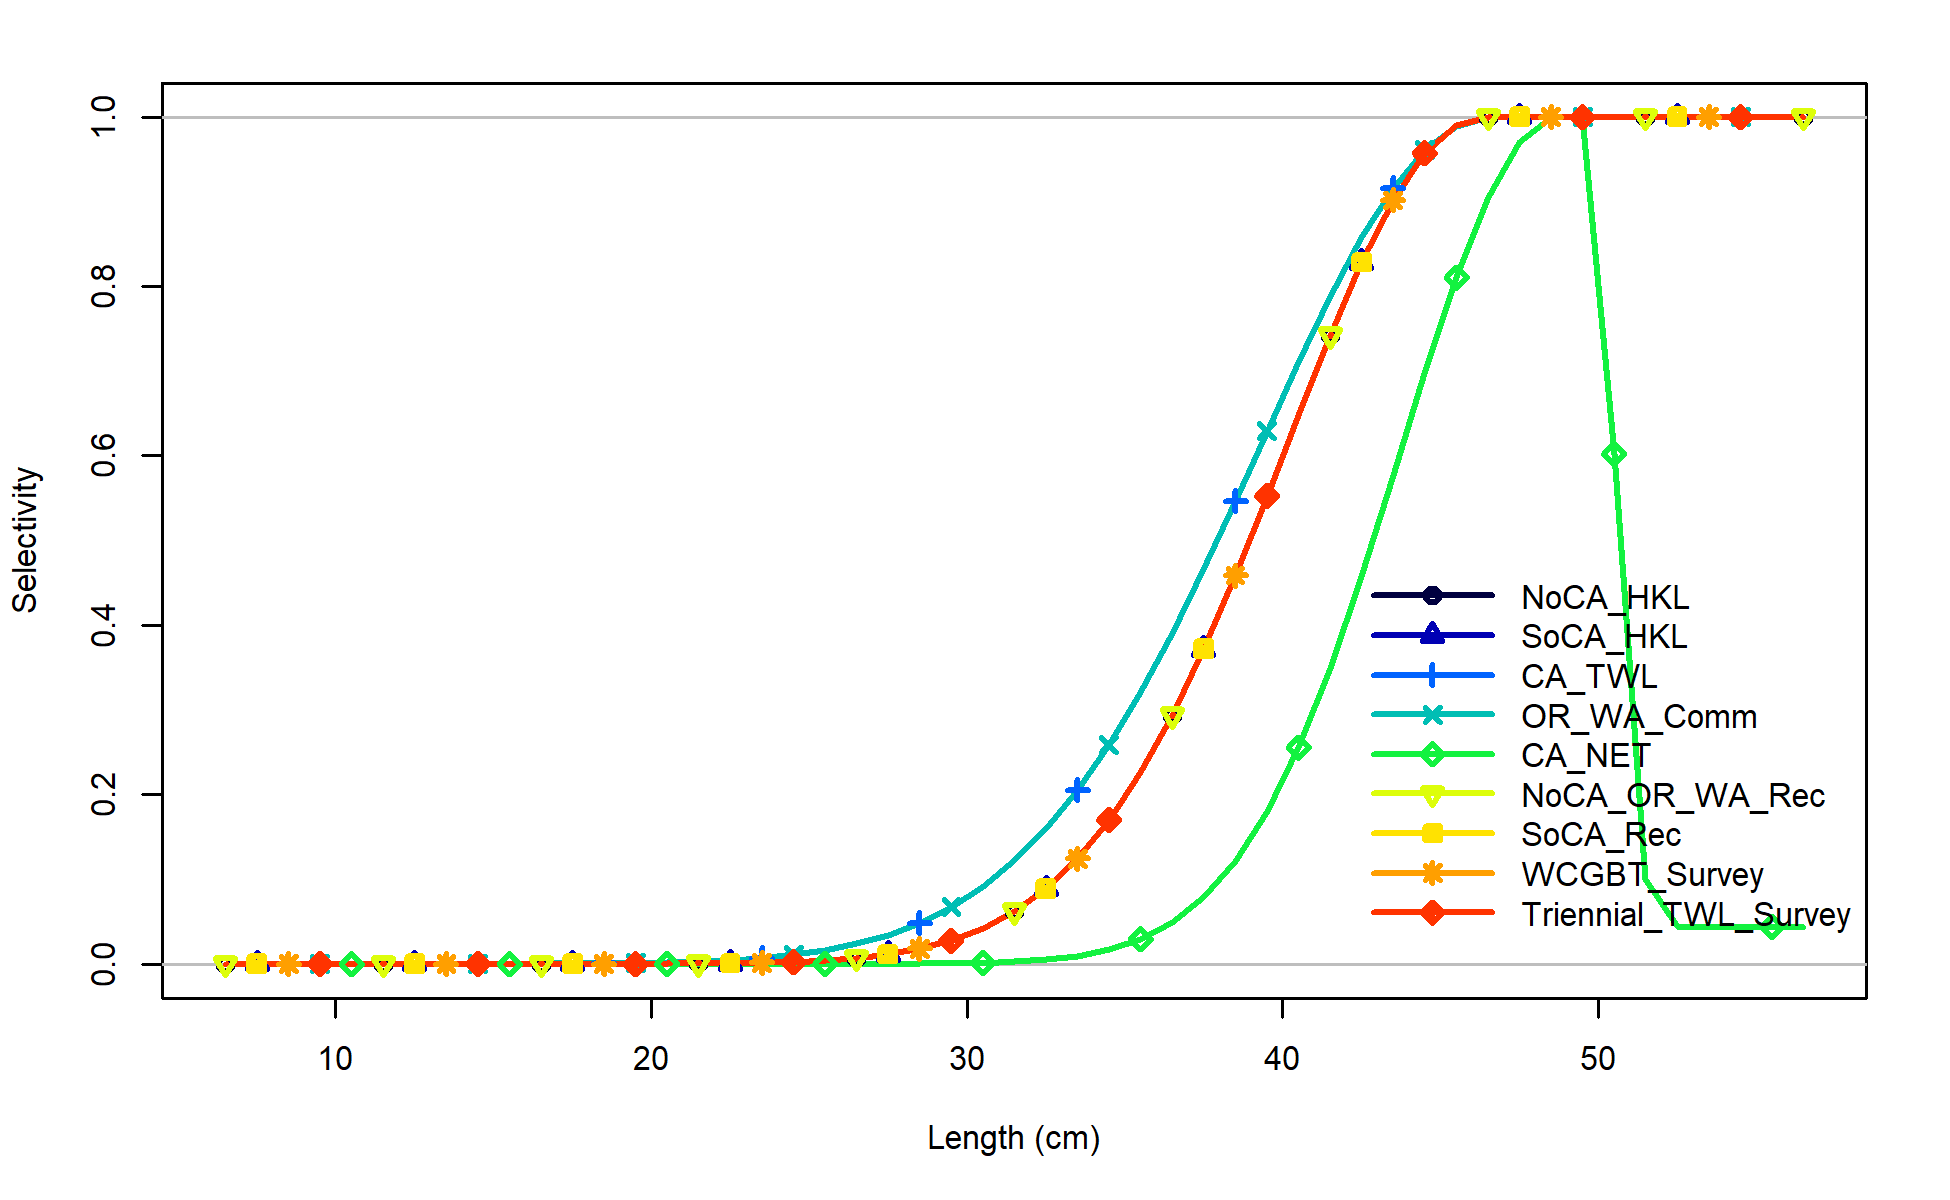 1.0
0.8
0.6
0.4
0.2
0.0
Selectivity
NoCA_HKL
SoCA_HKL
CA_TWL
OR_WA_Comm
CA_NET
NoCA_OR_WA_Rec
SoCA_Rec
WCGBT_Survey
Triennial_TWL_Survey
10 20 30 40 50
Length (cm)